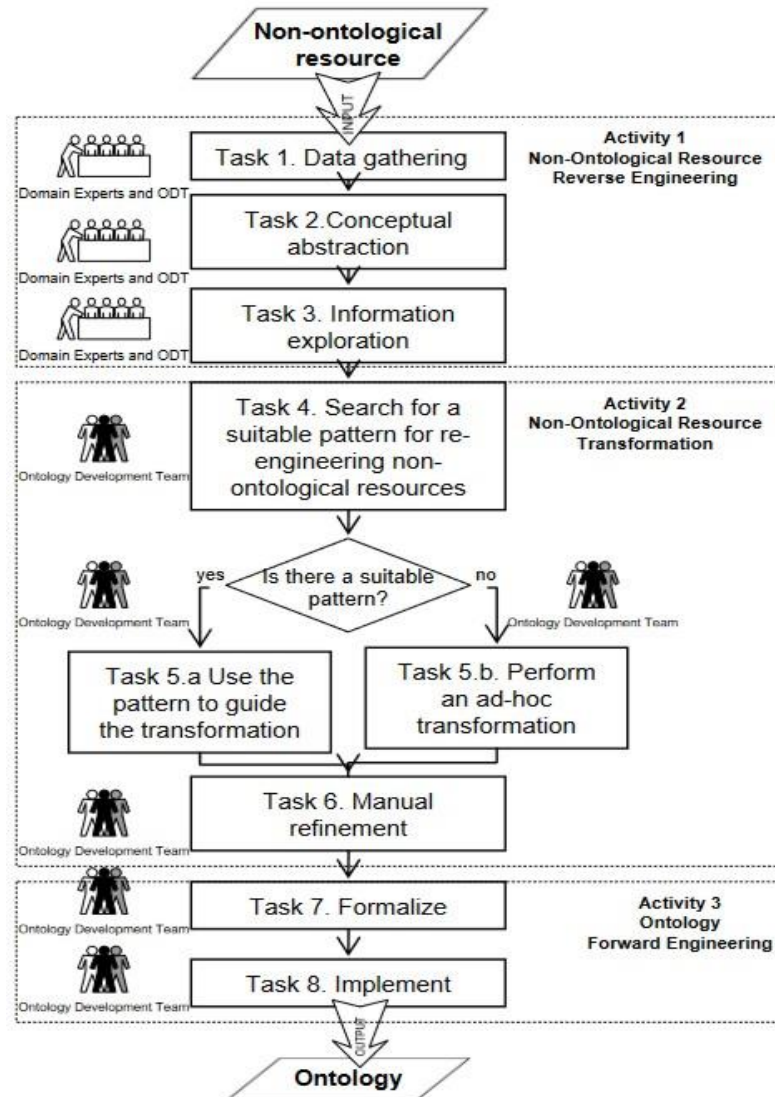 Non-ontological
resource
INPUT
Activity 1
Non-Ontological Resource
Reverse Engineering
Task 1. Data gathering
Domain Experts and ODT
Task 2.Conceptual
abstraction
Domain Experts and ODT
Task 3. Information
exploration
Domain Experts and ODT
Activity 2
Non-Ontological Resource
Transformation
Task 4. Search for a
suitable pattern for re-
engineering non-
ontological resources
Ontology Development Team
Is there a suitable
pattern?
yes
no
Ontology Development Team
Ontology Development Team
Task 5.a Use the
pattern to guide
the transformation
Task 5.b. Perform
an ad-hoc
transformation
Task 6. Manual
refinement
Ontology Development Team
Activity 3
Ontology
Forward Engineering
Task 7. Formalize
Ontology Development Team
Task 8. Implement
Ontology Development Team
OUTPUT
Ontology